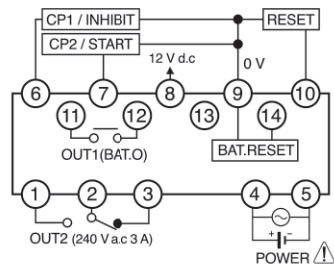 CP1 / INHIBIT
RESET
CP2 / START
12 V d.c
0 V
6
7
8
9
10
11
12
13
14
OUT1(BAT.O)
BAT.RESET
1
2
3
4
5
OUT2 (240 V a.c 3 A)
+ -
POWER ⚠